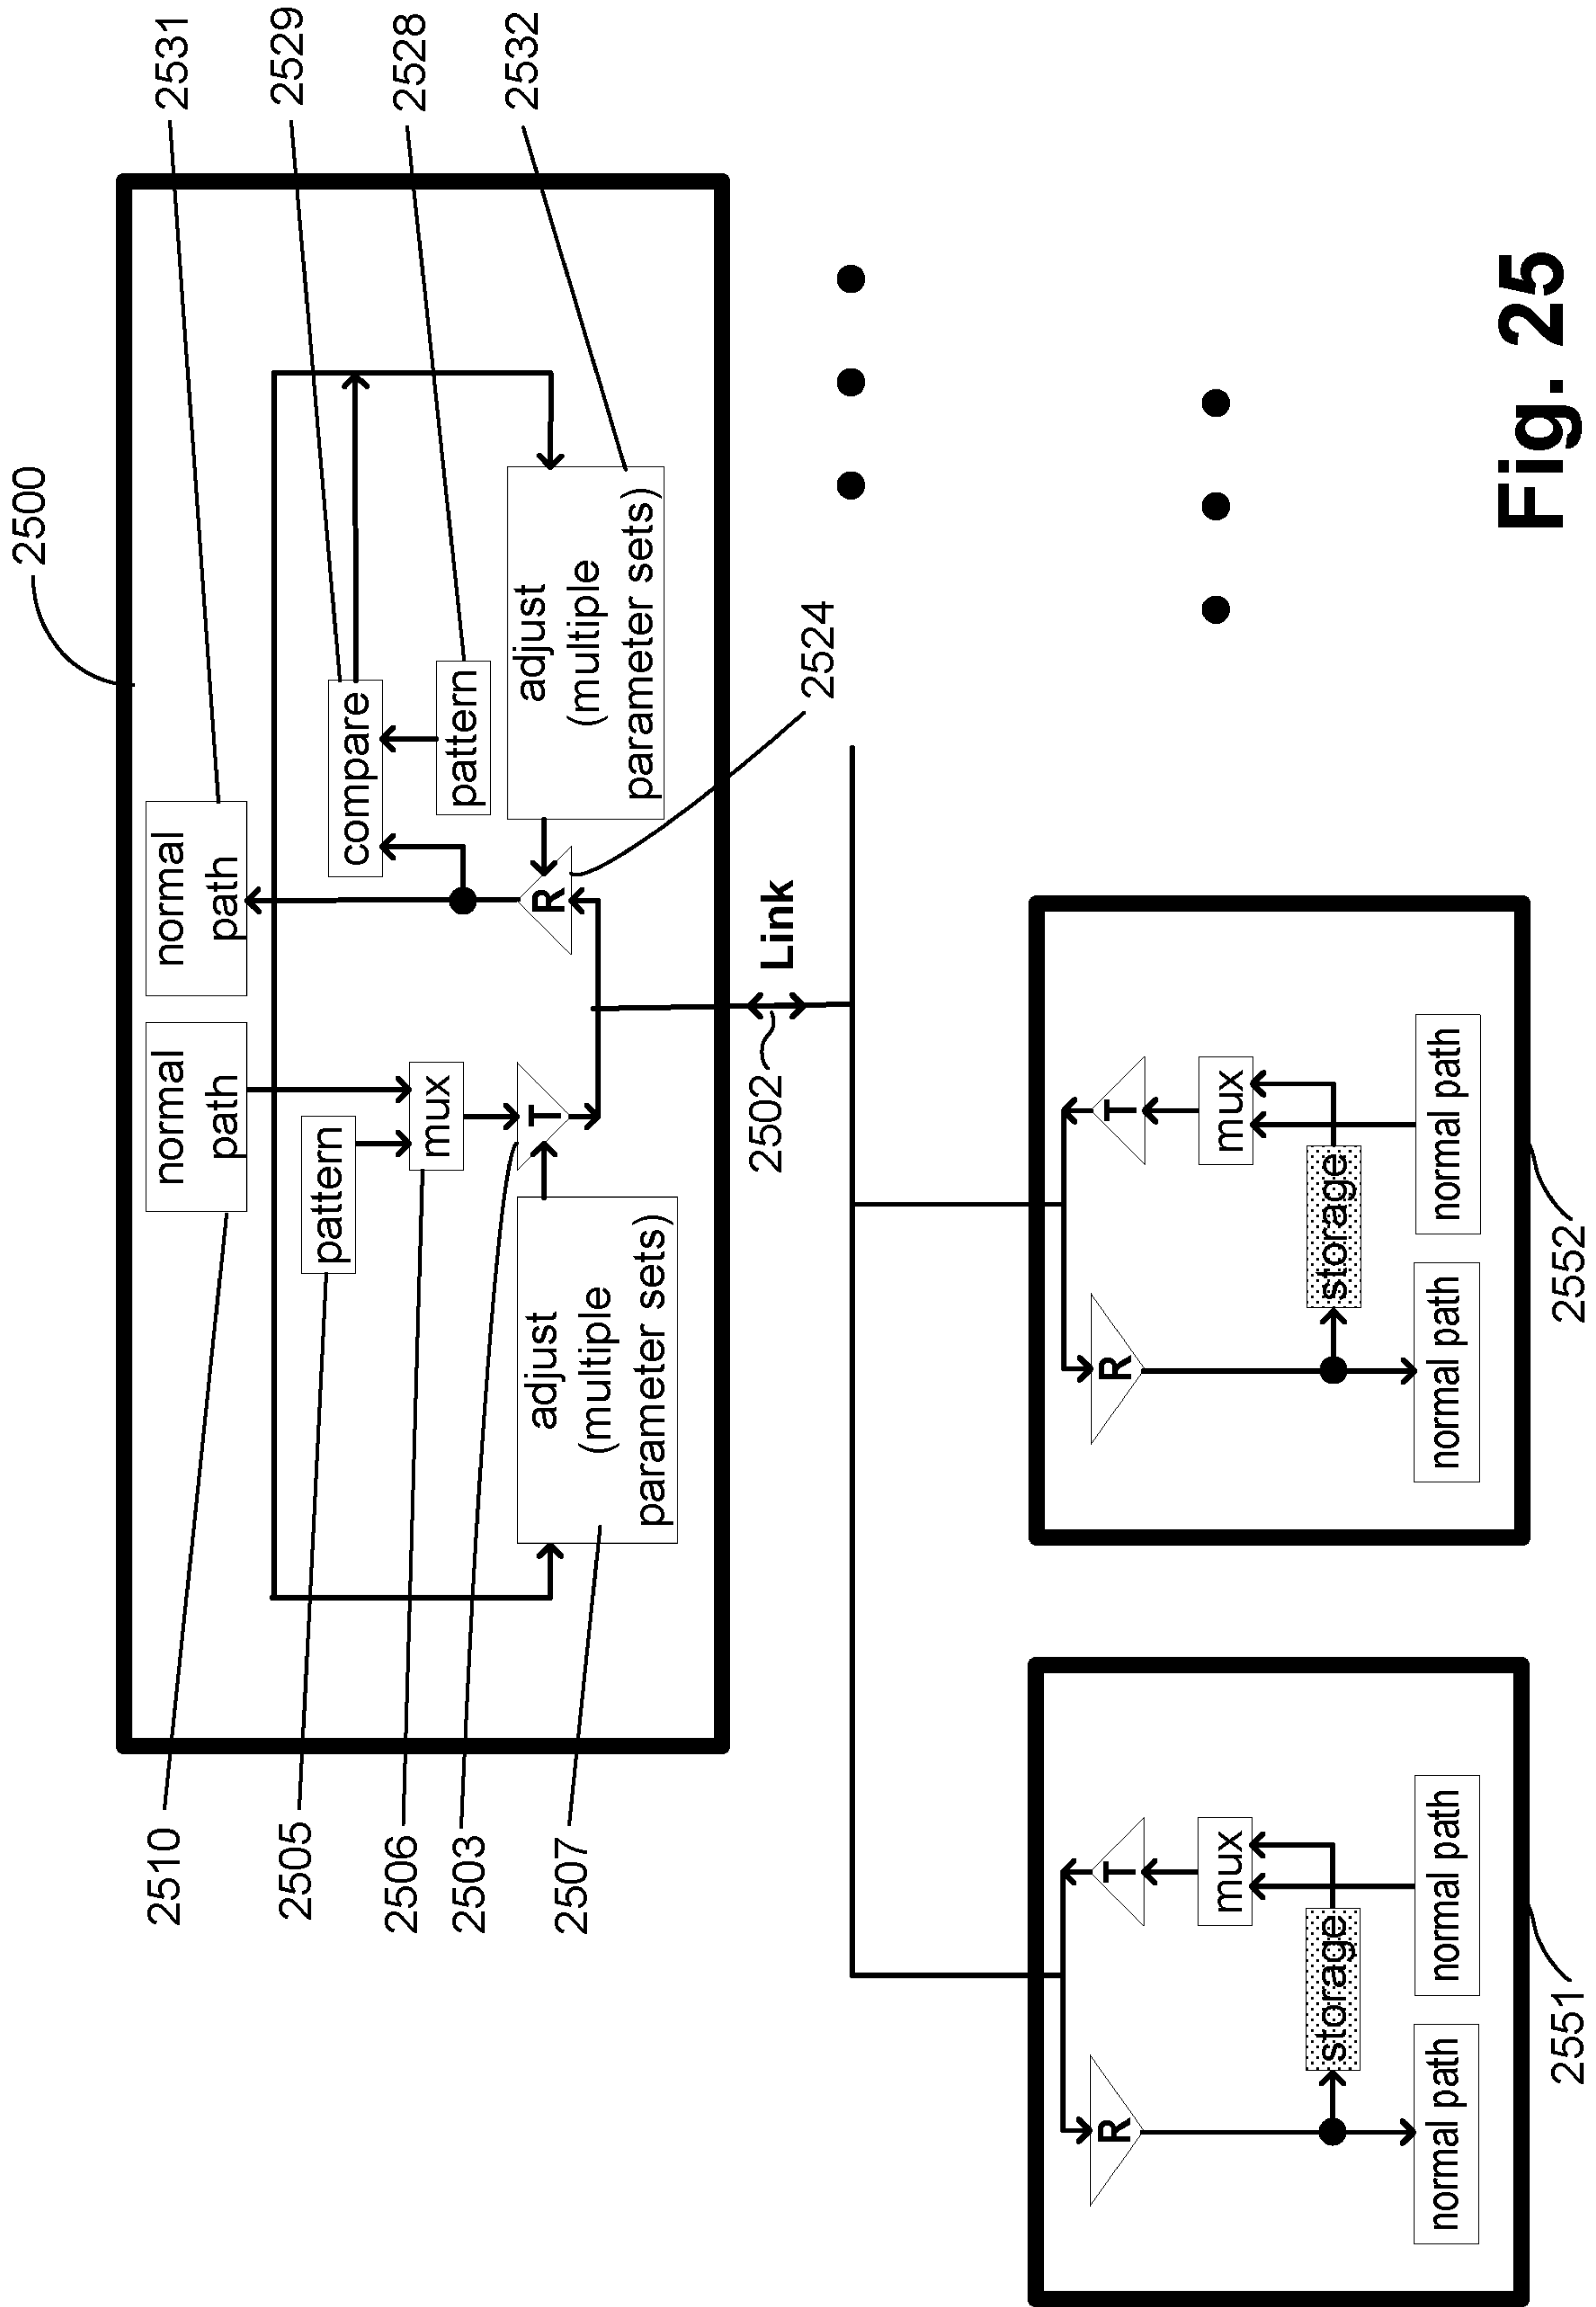 2500
2510
2505
2506
2503
2507
normal
path
normal
path
2531
2529
2528
2532
pattern
mux
T
adjust
(multiple
parameter sets)
compare
pattern
R
adjust
(multiple
parameter sets)
2524
2502
Link
R
T
mux
storage
normal path
normal path
2551
R
T
mux
storage
normal path
normal path
2552
Fig. 25